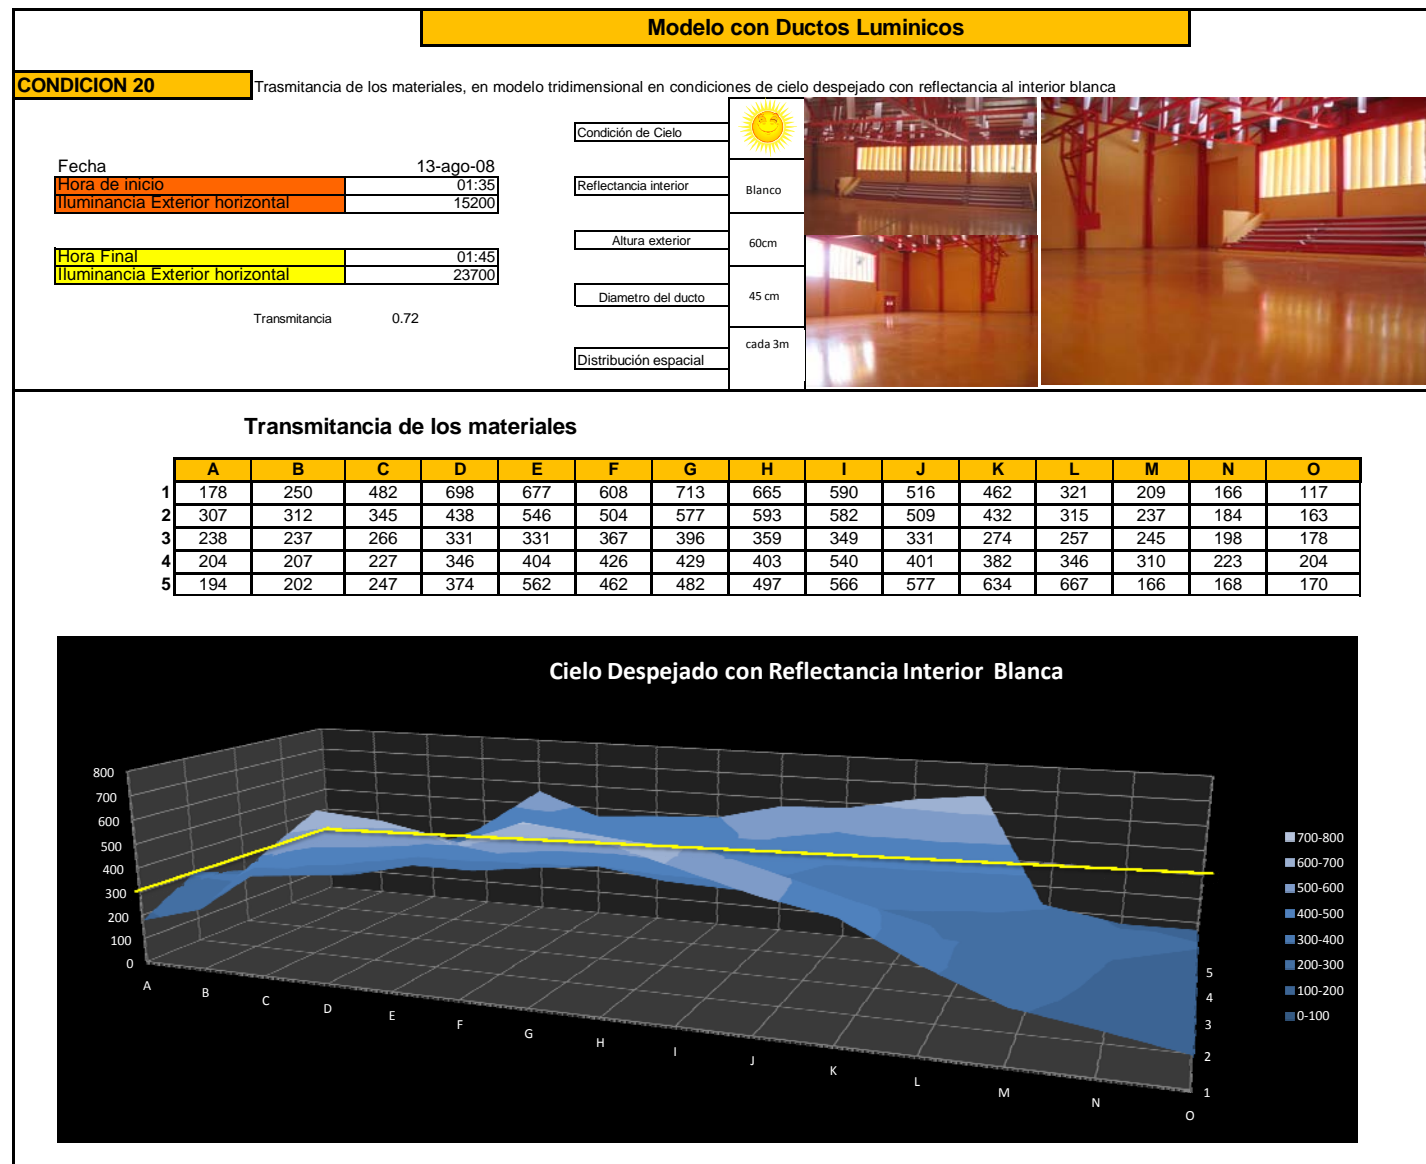 Modelo con Ductos Luminicos
CONDICION 20
Trasmitancia de los materiales, en modelo tridimensional en condiciones de cielo despejado con reflectancia al interior blanca
Condición de Cielo
Fecha 13-ago-08
Hora de inicio 01:35
Iluminancia Exterior horizontal 15200
Reflectancia interior Blanco
Altura exterior 60cm
Hora Final 01:45
Iluminancia Exterior horizontal 23700
Diametro del ducto 45 cm
Transmitancia 0.72
Distribución espacial cada 3m
Transmitancia de los materiales
A B C D E F G H I J K L M N O
1 178 250 482 698 677 608 713 665 590 516 462 321 209 166 117
2 307 312 345 438 546 504 577 593 582 509 432 315 237 184 163
3 238 237 266 331 331 367 396 359 349 331 274 257 245 198 178
4 204 207 227 346 404 426 429 403 540 401 382 346 310 223 204
5 194 202 247 374 562 462 482 497 566 577 634 667 166 168 170
Cielo Despejado con Reflectancia Interior Blanca
800
700
600
500
400
300
200
100
0
A B C D E F G H I J K L M N O
5
4
3
2
1
700-800
600-700
500-600
400-500
300-400
200-300
100-200
0-100